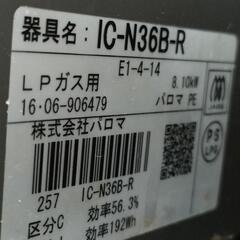 器具名：IC-N36B-R
E1-4-14
LPガス用 8.10kW
16·06-906479 パロマ PE
株式会社パロマ
PS
LPG
257 IC-N36B-R
区分C 効率56.3%
効率192Wh